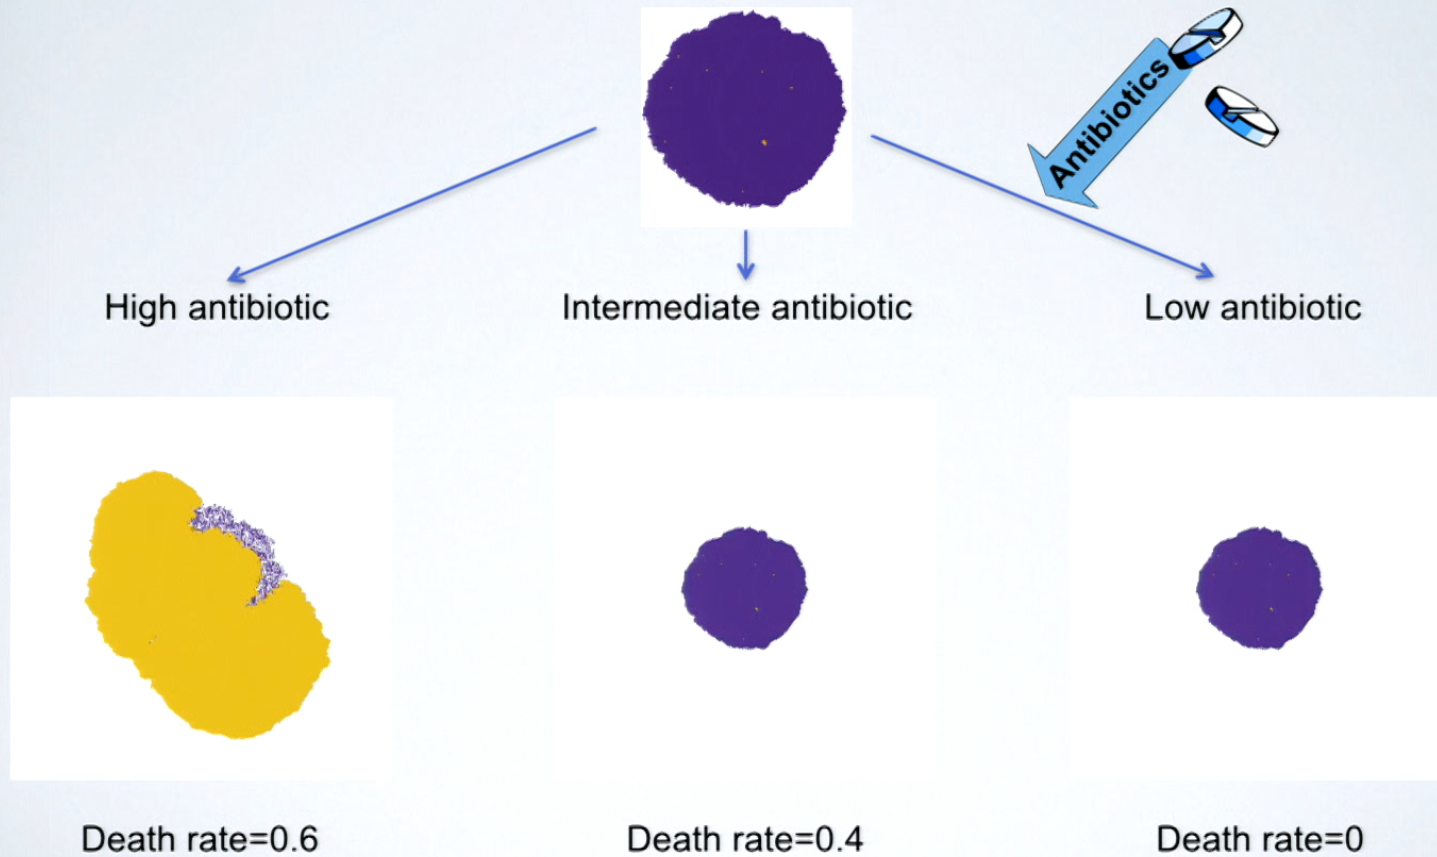 Antibiotics
High antibiotic
Intermediate antibiotic
Low antibiotic
Death rate=0.6
Death rate=0.4
Death rate=0